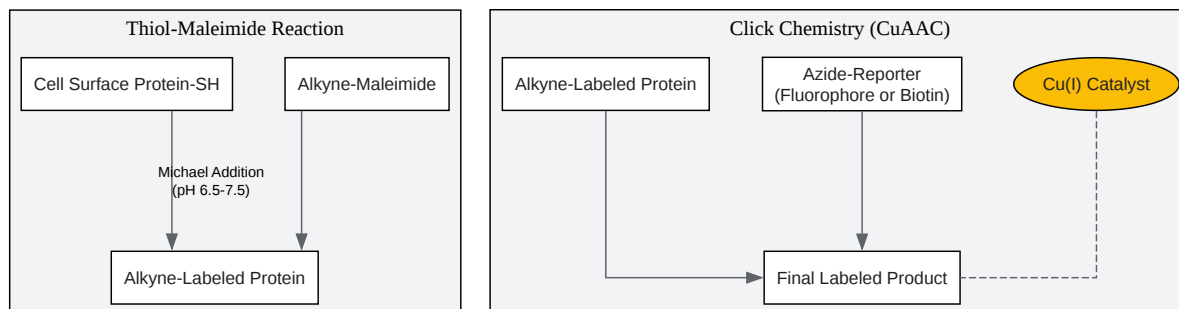 Thiol-Maleimide Reaction
Cell Surface Protein-SH
Alkyne-Maleimide
Michael Addition
(pH 6.5-7.5)
Alkyne-Labeled Protein
Click Chemistry (CuAAC)
Alkyne-Labeled Protein
Azide-Reporter
(Fluorophore or Biotin)
Cu(I) Catalyst
Final Labeled Product